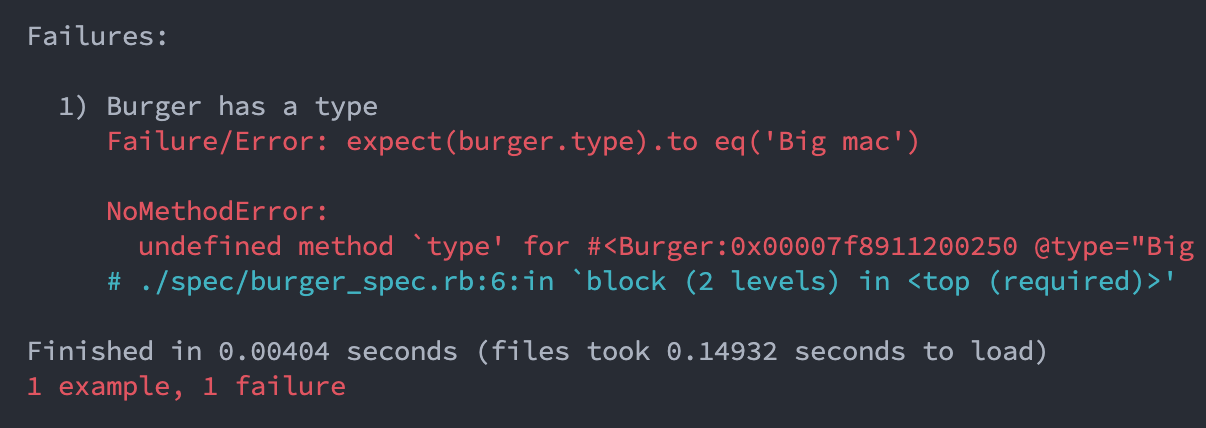 Failures:
1) Burger has a type
Failure/Error: expect(burger.type).to eq('Big mac')
NoMethodError:
undefined method `type' for #<Burger:0x00007f8911200250 @type="Big
# ./spec/burger_spec.rb:6:in `block (2 levels) in <top (required)>'
Finished in 0.00404 seconds (files took 0.14932 seconds to load)
1 example, 1 failure